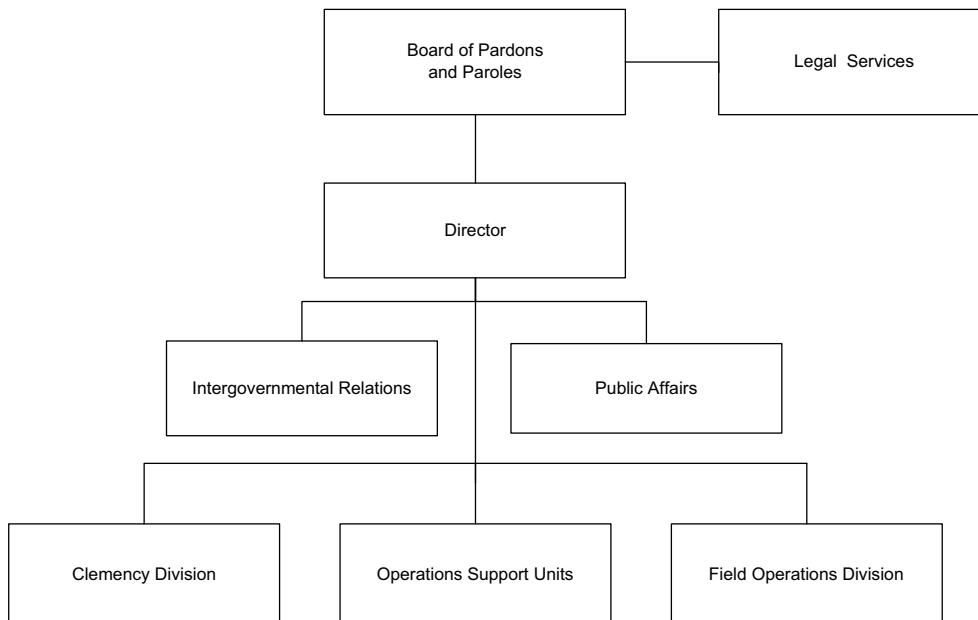 Board of Pardons
and Paroles
Legal Services
Director
Intergovernmental Relations
Public Affairs
Clemency Division
Operations Support Units
Field Operations Division